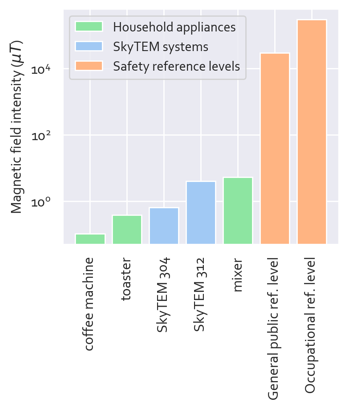 Household appliances
SkyTEM systems
Safety reference levels
Magnetic field intensity (μT)
10⁴
10²
10⁰
coffee machine
toaster
SkyTEM 304
SkyTEM 312
mixer
General public ref. level
Occupational ref. level